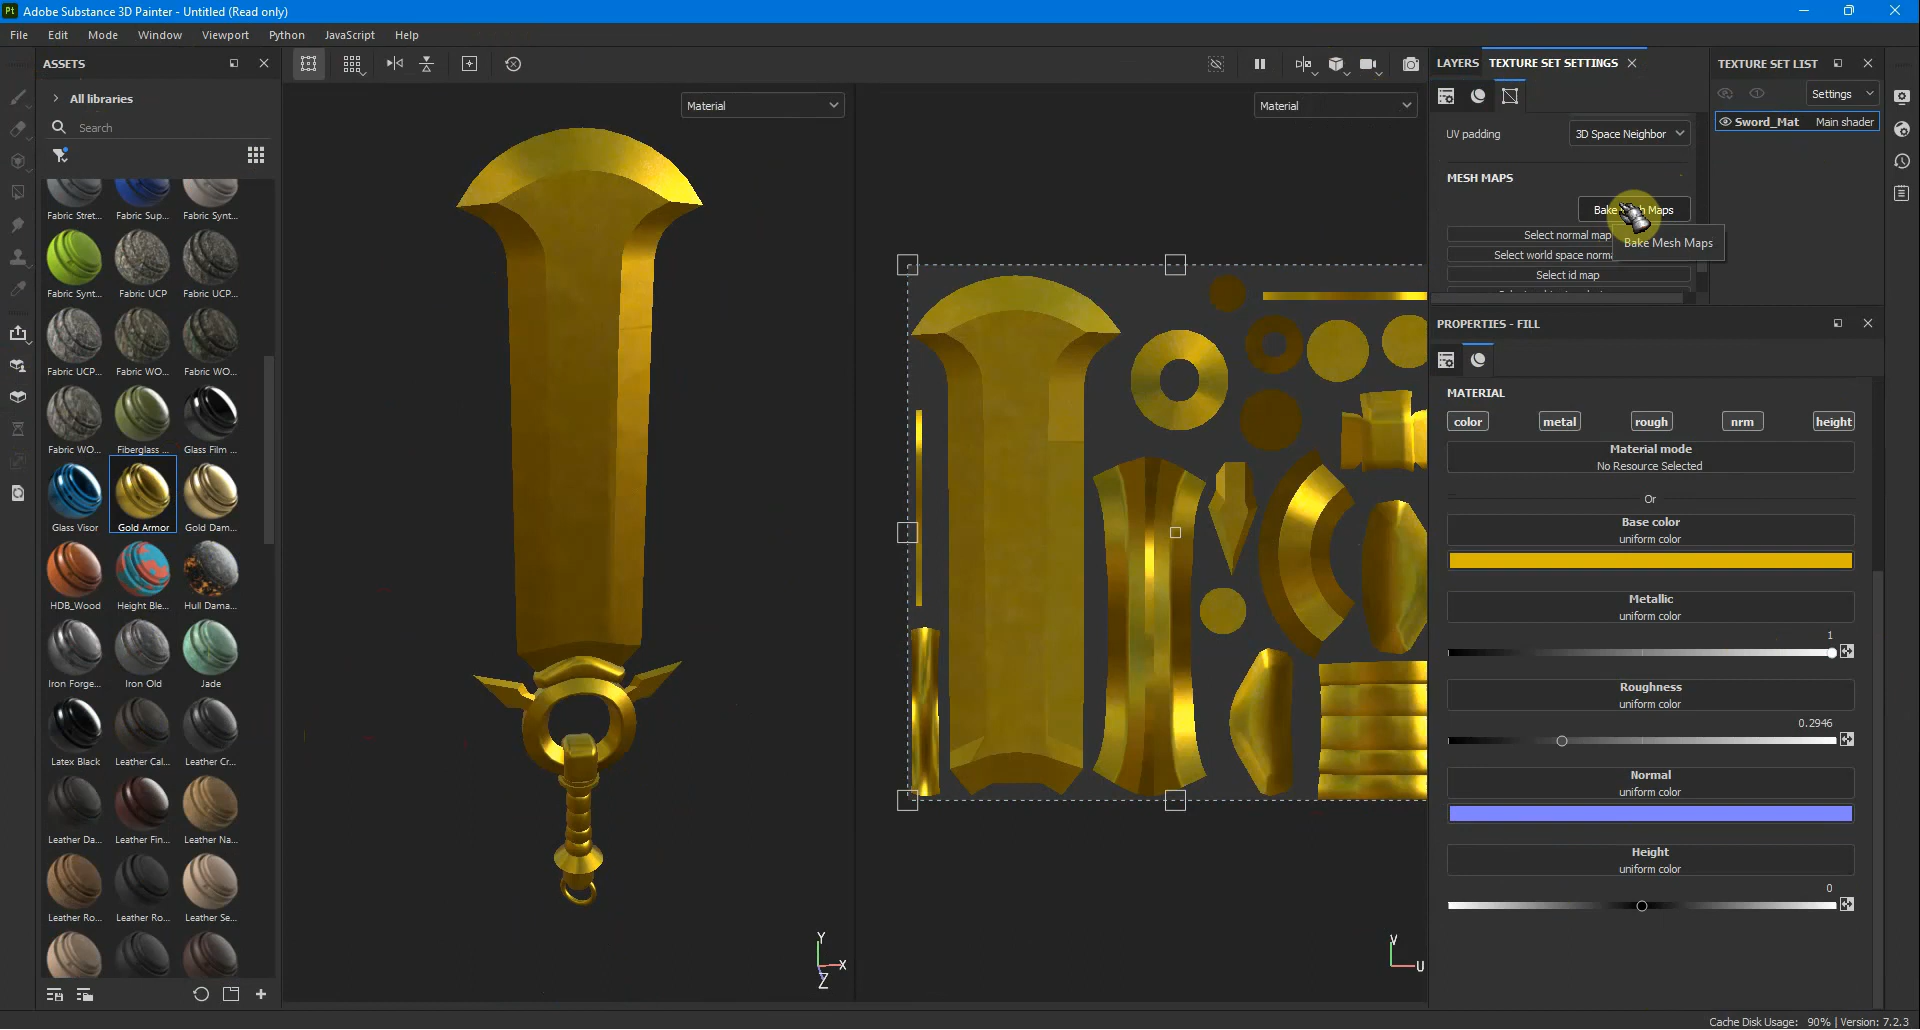 Pt Adobe Substance 3D Painter - Untitled (Read only)
File Edit Mode Window Viewport Python JavaScript Help
ASSETS
All libraries
Search
Fabric Stret... Fabric Sup... Fabric Synt...
Fabric Synt... Fabric UCP Fabric UCP...
Fabric UCP... Fabric WO... Fabric WO...
Fabric WO... Fiberglass ... Glass Film ...
Glass Visor Gold Armor Gold Dam...
HDB_Wood Height Ble... Hull Dama...
Iron Forge... Iron Old Jade
Latex Black Leather Cal... Leather Cr...
Leather Da... Leather Fin... Leather Na...
Leather Ro... Leather Ro... Leather Se...
Material
Y
X
Z
Material
V
U
LAYERS TEXTURE SET SETTINGS
UV padding 3D Space Neighbor
MESH MAPS
Bake Mesh Maps
Select normal map
Bake Mesh Maps
Select world space norma
Select id map
TEXTURE SET LIST
Settings
Sword_Mat Main shader
PROPERTIES - FILL
MATERIAL
color metal rough nrm height
Material mode
No Resource Selected
Or
Base color
uniform color
Metallic
uniform color
1
Roughness
uniform color
0.2946
Normal
uniform color
Height
uniform color
0
Cache Disk Usage: 90% | Version: 7.2.3